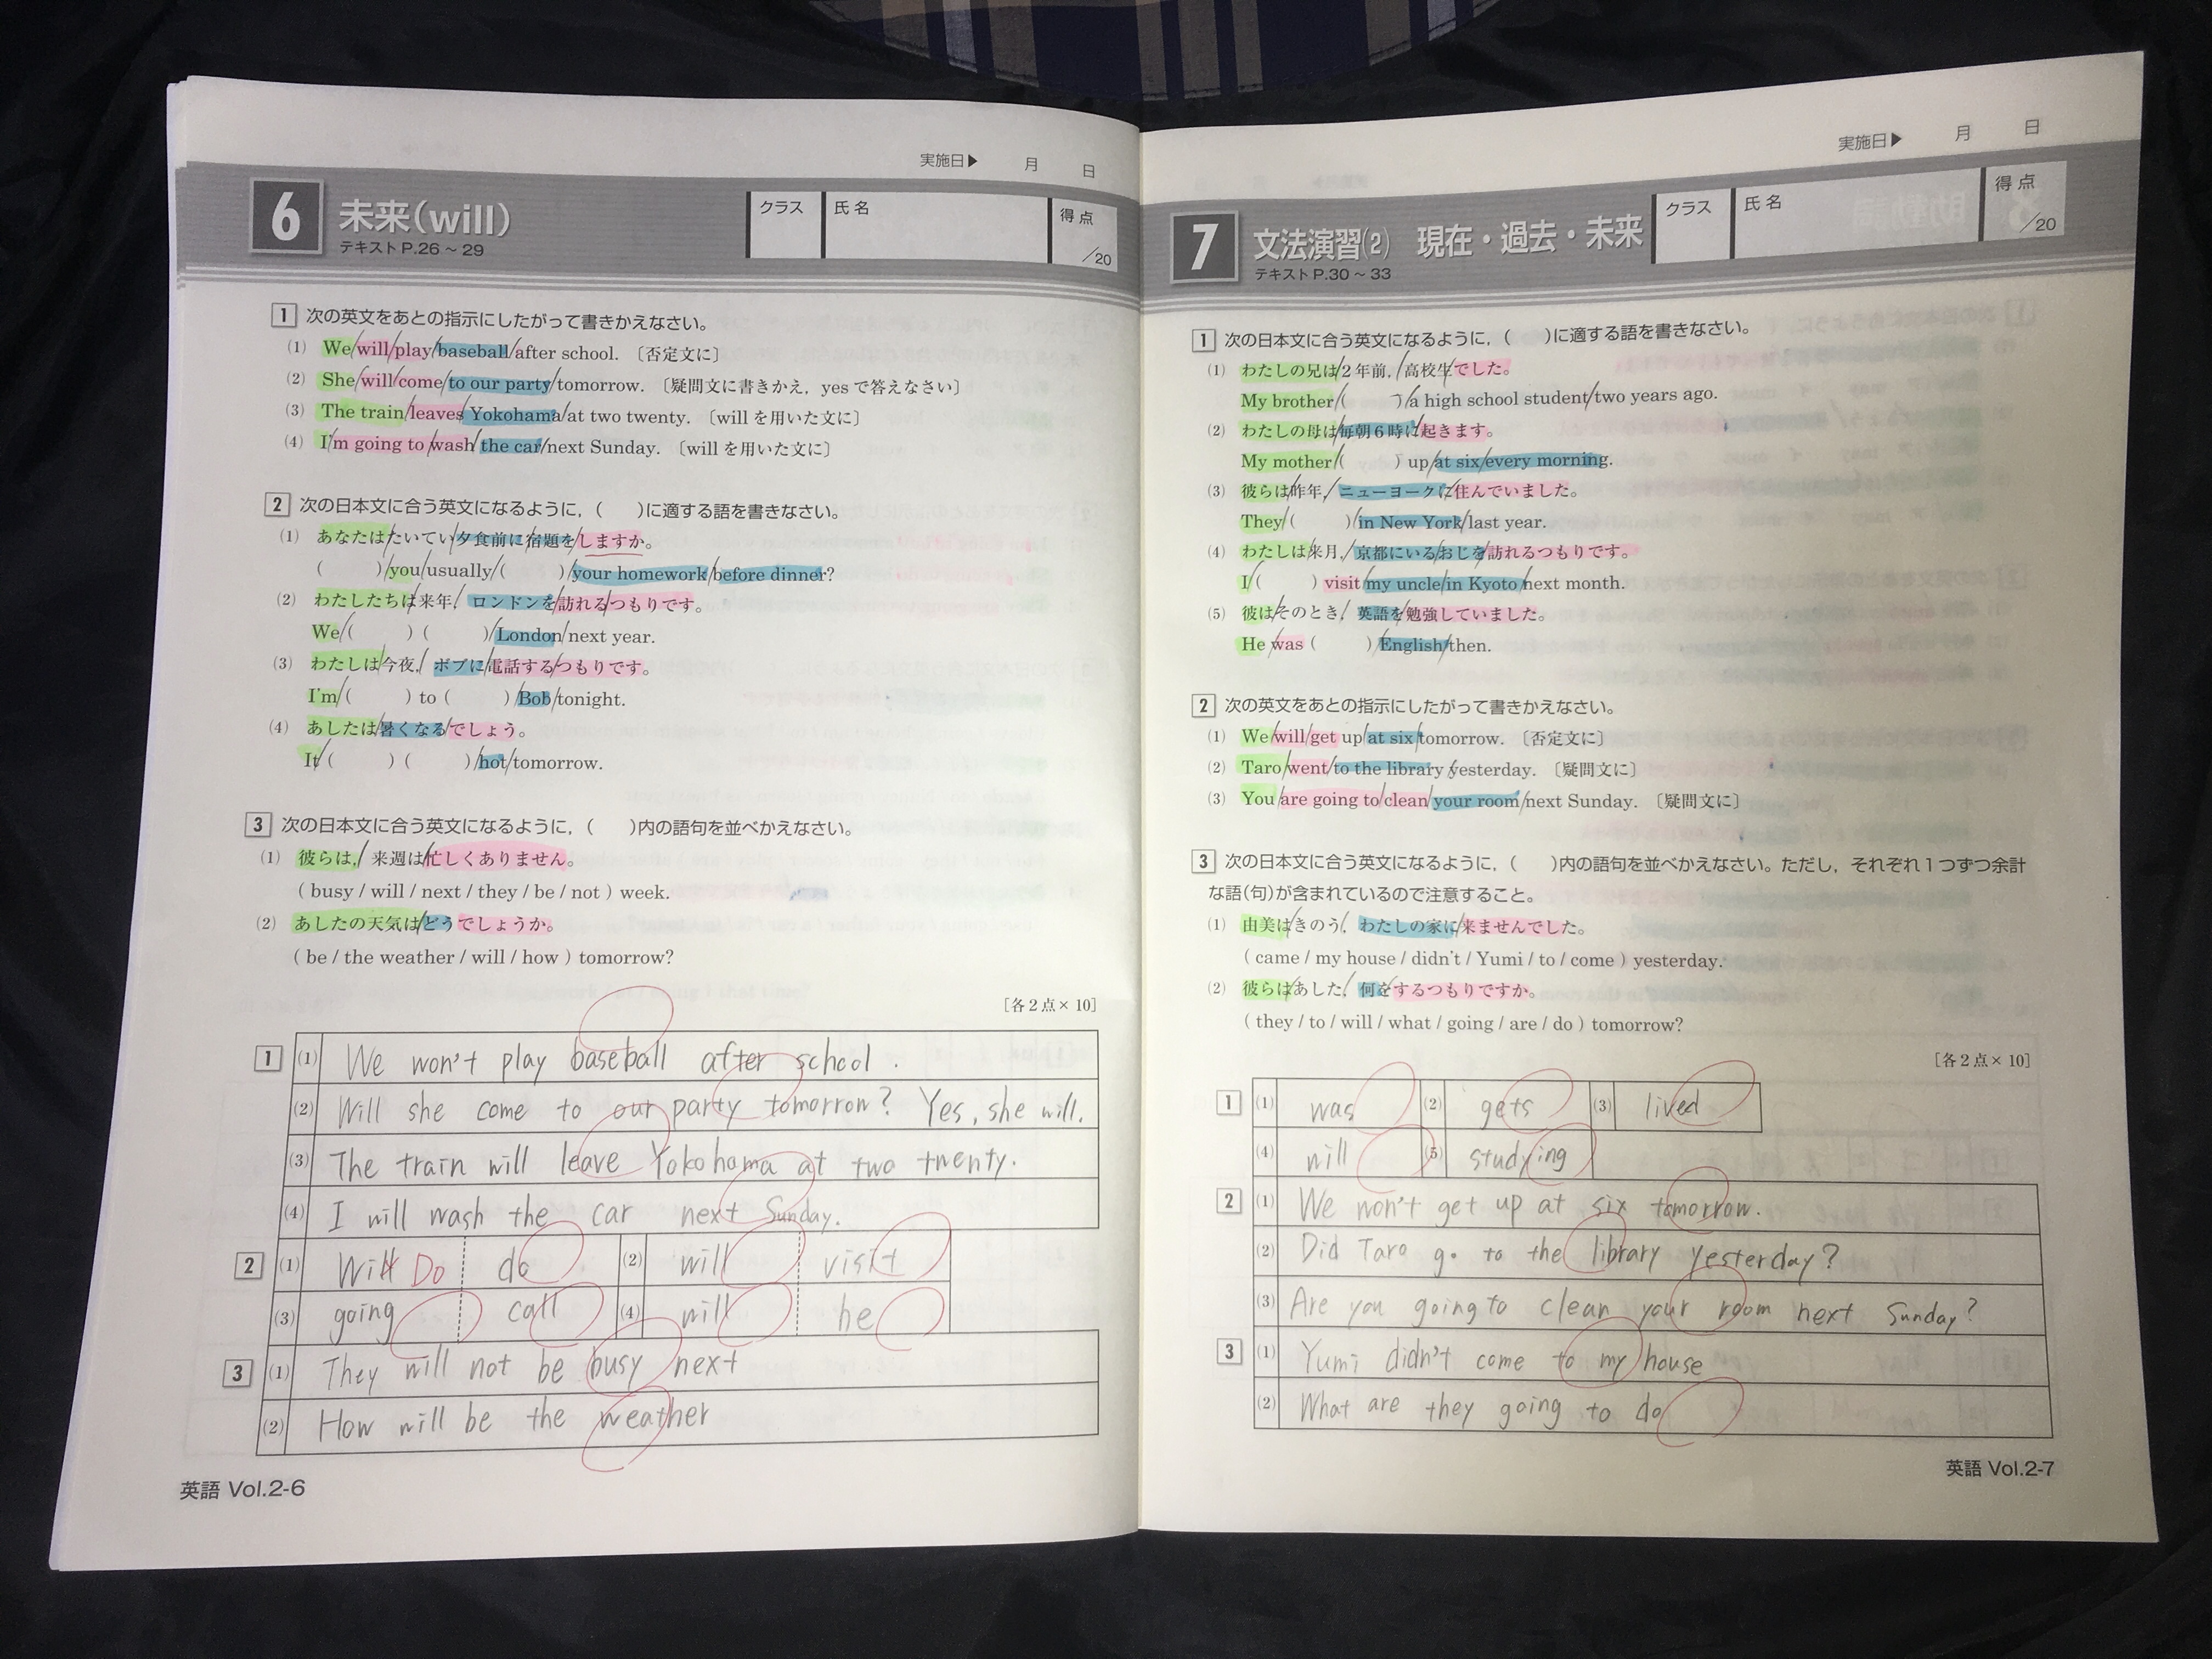 実施日▶ 月 日
6 未来(will) クラス 氏名 得点
テキストP.26～29 /20
1 次の英文をあとの指示にしたがって書きかえなさい。
(1) We/will/play/baseball/after school. 〔否定文に〕
(2) She/will/come/to our party/tomorrow. 〔疑問文に書きかえ，yesで答えなさい〕
(3) The train/leaves/Yokohama/at two twenty. 〔willを用いた文に〕
(4) I'm going to/wash/the car/next Sunday. 〔willを用いた文に〕
2 次の日本文に合う英文になるように，( )に適する語を書きなさい。
(1) あなたは/たいてい/夕食前に/宿題を/しますか。
( )/you/usually/( )/your homework/before dinner?
(2) わたしたちは/来年，/ロンドンを/訪れる/つもりです。
We/( ) ( )/London/next year.
(3) わたしは/今夜，/ボブに/電話する/つもりです。
I'm/( ) to ( )/Bob/tonight.
(4) あしたは/暑くなる/でしょう。
It/( ) ( )/hot/tomorrow.
3 次の日本文に合う英文になるように，( )内の語句を並べかえなさい。
(1) 彼らは，/来週は/忙しくありません。
( busy / will / next / they / be / not ) week.
(2) あしたの天気は/どう/でしょうか。
( be / the weather / will / how ) tomorrow?
[各2点×10]
1 (1) We won't play baseball after school.
(2) Will she come to our party tomorrow? Yes, she will.
(3) The train will leave Yokohama at two twenty.
(4) I will wash the car next Sunday.
2 (1) Will Do do (2) will visit
(3) going call (4) will be
3 (1) They will not be busy next
(2) How will be the weather
英語 Vol.2-6
実施日▶ 月 日
7 文法演習(2) 現在・過去・未来 クラス 氏名 得点
テキストP.30～33 /20
1 次の日本文に合う英文になるように，( )に適する語を書きなさい。
(1) わたしの兄は/2年前，/高校生/でした。
My brother/( )/a high school student/two years ago.
(2) わたしの母は/毎朝6時に/起きます。
My mother/( ) up/at six/every morning.
(3) 彼らは/昨年，/ニューヨークに/住んでいました。
They/( )/in New York/last year.
(4) わたしは/来月，/京都にいる/おじを/訪れるつもりです。
I/( ) visit/my uncle/in Kyoto/next month.
(5) 彼は/そのとき/英語を/勉強していました。
He/was ( )/English/then.
2 次の英文をあとの指示にしたがって書きかえなさい。
(1) We/will/get up/at six/tomorrow. 〔否定文に〕
(2) Taro/went/to the library/yesterday. 〔疑問文に〕
(3) You/are going to/clean/your room/next Sunday. 〔疑問文に〕
3 次の日本文に合う英文になるように，( )内の語句を並べかえなさい。ただし，それぞれ1つずつ余計
な語(句)が含まれているので注意すること。
(1) 由美は/きのう，/わたしの家に/来ませんでした。
( came / my house / didn't / Yumi / to / come ) yesterday.
(2) 彼らは/あした，/何を/するつもりですか。
( they / to / will / what / going / are / do ) tomorrow?
[各2点×10]
1 (1) was (2) gets (3) lived
(4) will (5) studying
2 (1) We won't get up at six tomorrow.
(2) Did Taro go to the library yesterday?
(3) Are you going to clean your room next Sunday?
3 (1) Yumi didn't come to my house
(2) What are they going to do
英語 Vol.2-7